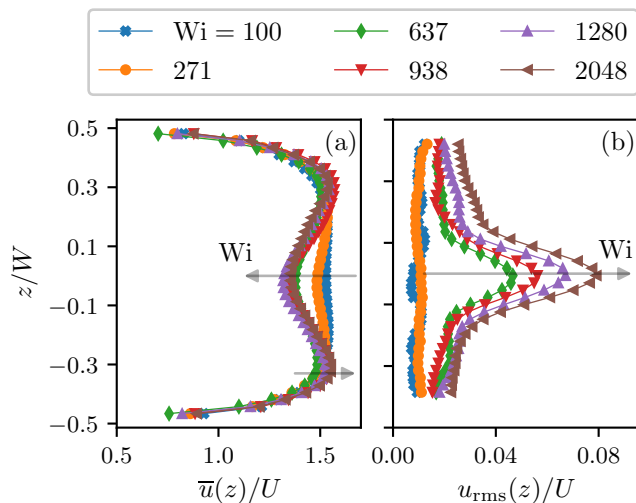 Wi = 100 637 1280
271 938 2048
(a) (b)
0.5
0.3
0.1
−0.1
−0.3
−0.5
z/W
Wi Wi
0.5 1.0 1.5 0.00 0.04 0.08
u̅(z)/U u_rms(z)/U